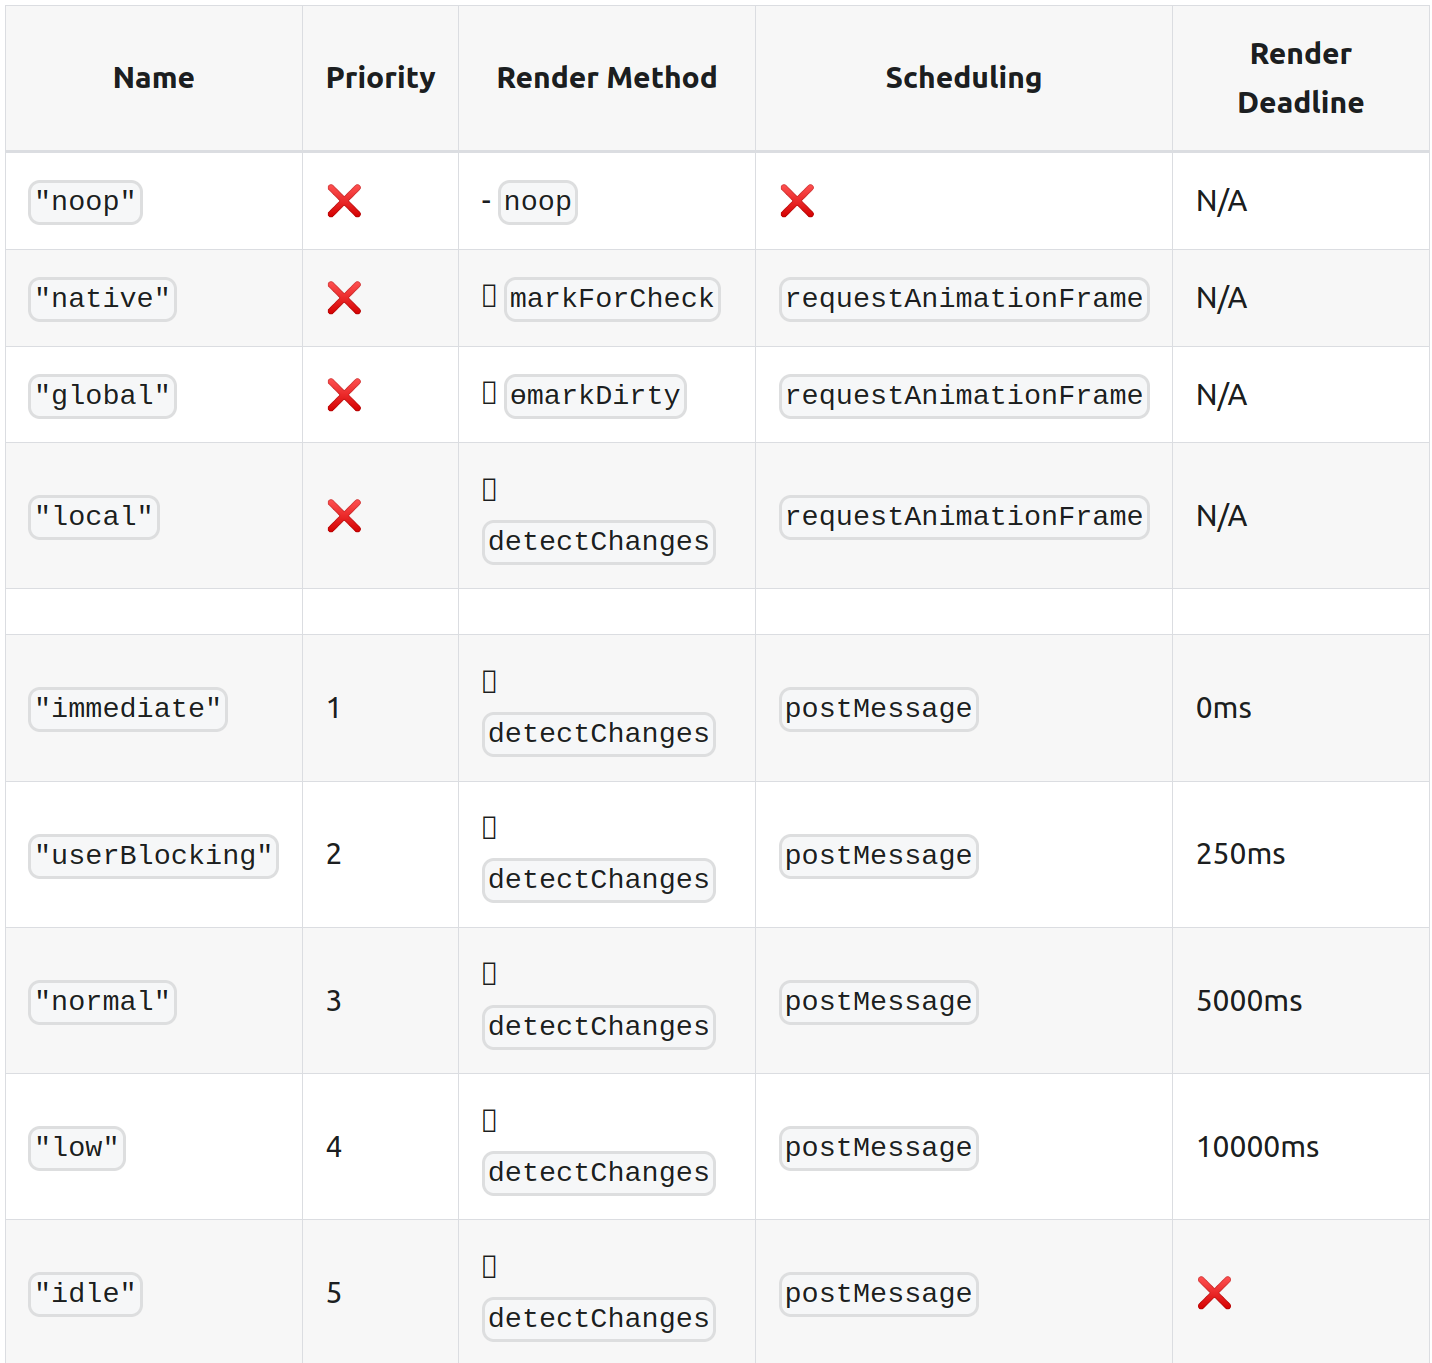 Name Priority Render Method Scheduling Render Deadline
"noop" ❌ - noop ❌ N/A
"native" ❌ markForCheck requestAnimationFrame N/A
"global" ❌ ɵmarkDirty requestAnimationFrame N/A
"local" ❌ detectChanges requestAnimationFrame N/A
"immediate" 1 detectChanges postMessage 0ms
"userBlocking" 2 detectChanges postMessage 250ms
"normal" 3 detectChanges postMessage 5000ms
"low" 4 detectChanges postMessage 10000ms
"idle" 5 detectChanges postMessage ❌